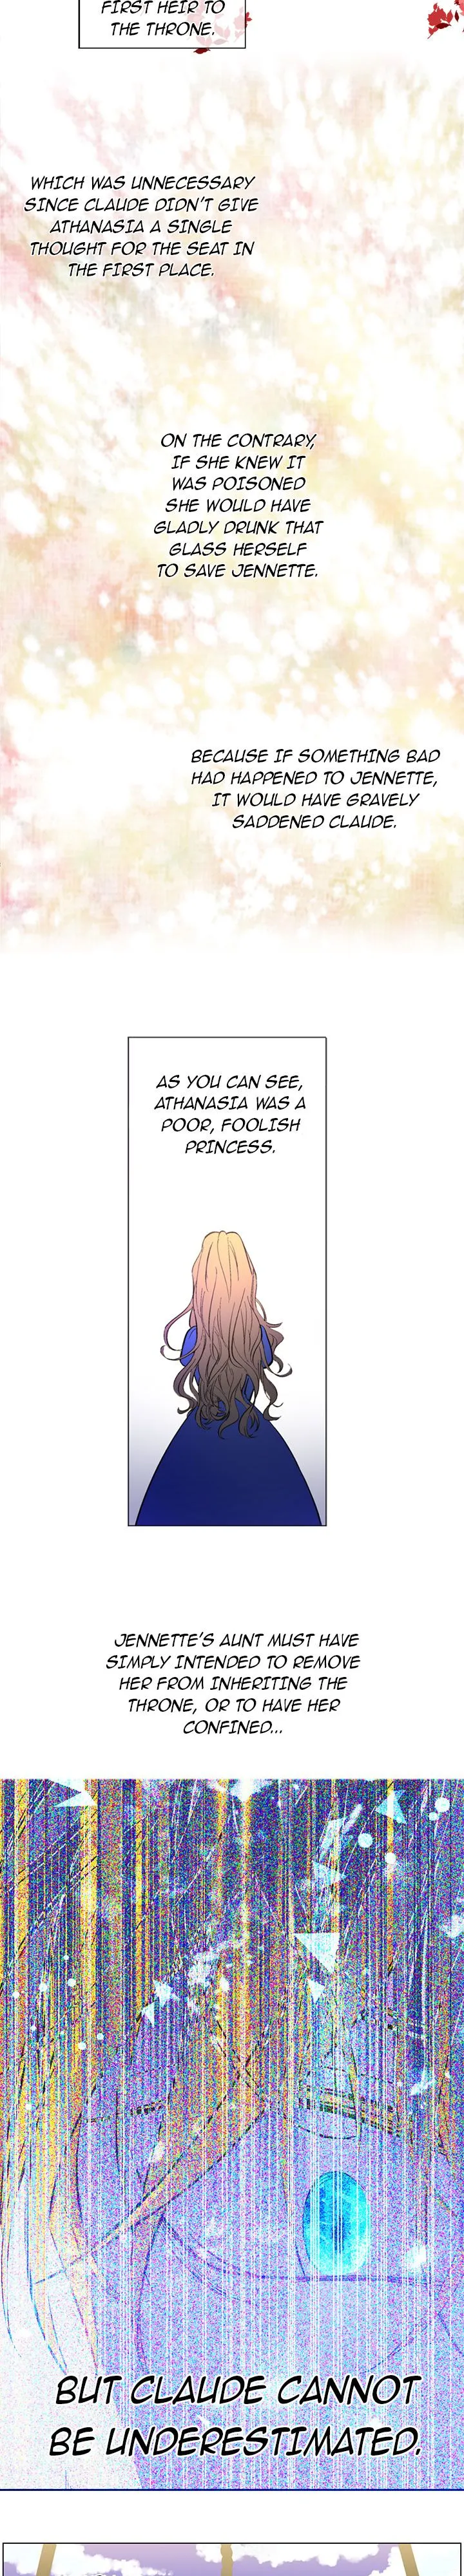 FIRST HEIR TO
THE THRONE.
WHICH WAS UNNECESSARY
SINCE CLAUDE DIDN'T GIVE
ATHANASIA A SINGLE
THOUGHT FOR THE SEAT IN
THE FIRST PLACE.
ON THE CONTRARY,
IF SHE KNEW IT
WAS POISONED
SHE WOULD HAVE
GLADLY DRUNK THAT
GLASS HERSELF
TO SAVE JENNETTE.
BECAUSE IF SOMETHING BAD
HAD HAPPENED TO JENNETTE,
IT WOULD HAVE GRAVELY
SADDENED CLAUDE.
AS YOU CAN SEE,
ATHANASIA WAS A
POOR, FOOLISH
PRINCESS.
JENNETTE'S AUNT MUST HAVE
SIMPLY INTENDED TO REMOVE
HER FROM INHERITING THE
THRONE, OR TO HAVE HER
CONFINED...
BUT CLAUDE CANNOT
BE UNDERESTIMATED.